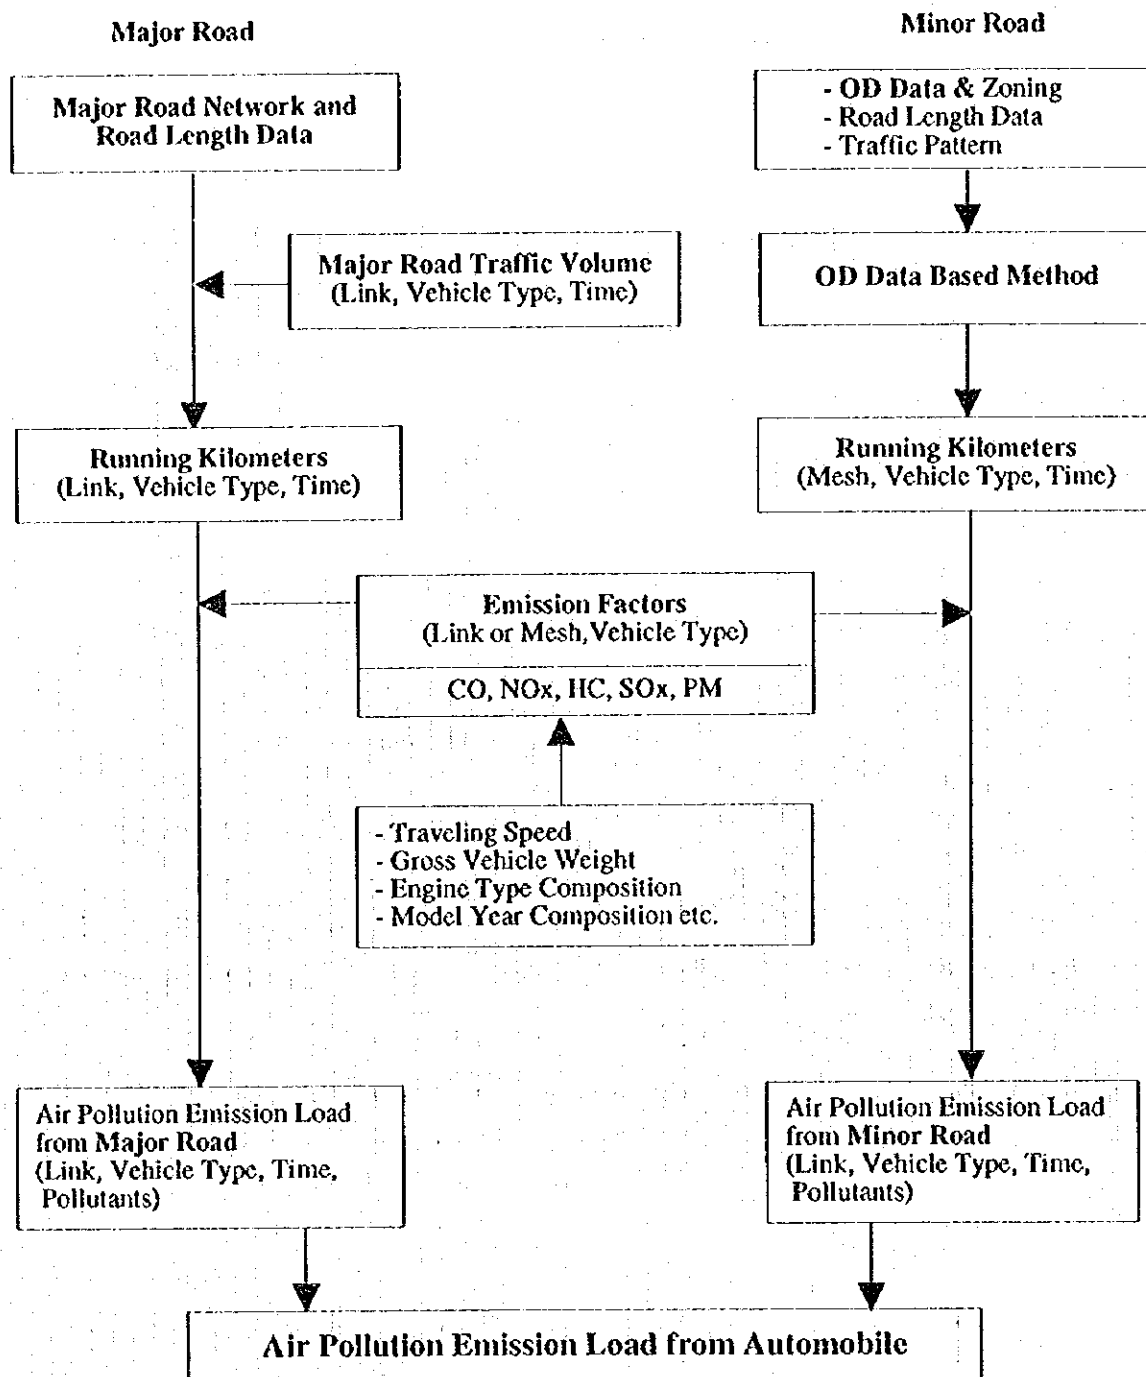 Major Road
Minor Road
Major Road Network and
Road Length Data
- OD Data & Zoning
- Road Length Data
- Traffic Pattern
Major Road Traffic Volume
(Link, Vehicle Type, Time)
OD Data Based Method
Running Kilometers
(Link, Vehicle Type, Time)
Running Kilometers
(Mesh, Vehicle Type, Time)
Emission Factors
(Link or Mesh,Vehicle Type)
CO, NOx, HC, SOx, PM
- Traveling Speed
- Gross Vehicle Weight
- Engine Type Composition
- Model Year Composition etc.
Air Pollution Emission Load
from Major Road
(Link, Vehicle Type, Time,
Pollutants)
Air Pollution Emission Load
from Minor Road
(Link, Vehicle Type, Time,
Pollutants)
Air Pollution Emission Load from Automobile